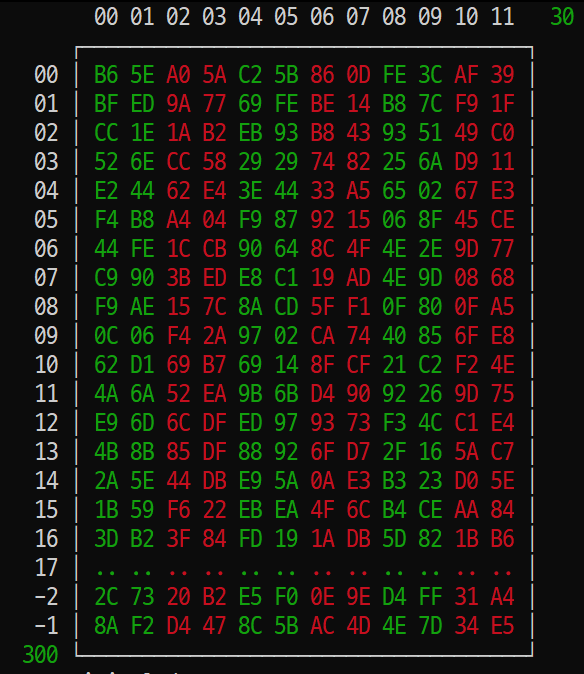 00 01 02 03 04 05 06 07 08 09 10 11 30
00 B6 5E A0 5A C2 5B 86 0D FE 3C AF 39
01 BF ED 9A 77 69 FE BE 14 B8 7C F9 1F
02 CC 1E 1A B2 EB 93 B8 43 93 51 49 C0
03 52 6E CC 58 29 29 74 82 25 6A D9 11
04 E2 44 62 E4 3E 44 33 A5 65 02 67 E3
05 F4 B8 A4 04 F9 87 92 15 06 8F 45 CE
06 44 FE 1C CB 90 64 8C 4F 4E 2E 9D 77
07 C9 90 3B ED E8 C1 19 AD 4E 9D 08 68
08 F9 AE 15 7C 8A CD 5F F1 0F 80 0F A5
09 0C 06 F4 2A 97 02 CA 74 40 85 6F E8
10 62 D1 69 B7 69 14 8F CF 21 C2 F2 4E
11 4A 6A 52 EA 9B 6B D4 90 92 26 9D 75
12 E9 6D 6C DF ED 97 93 73 F3 4C C1 E4
13 4B 8B 85 DF 88 92 6F D7 2F 16 5A C7
14 2A 5E 44 DB E9 5A 0A E3 B3 23 D0 5E
15 1B 59 F6 22 EB EA 4F 6C B4 CE AA 84
16 3D B2 3F 84 FD 19 1A DB 5D 82 1B B6
17 .. .. .. .. .. .. .. .. .. .. .. ..
-2 2C 73 20 B2 E5 F0 0E 9E D4 FF 31 A4
-1 8A F2 D4 47 8C 5B AC 4D 4E 7D 34 E5
300